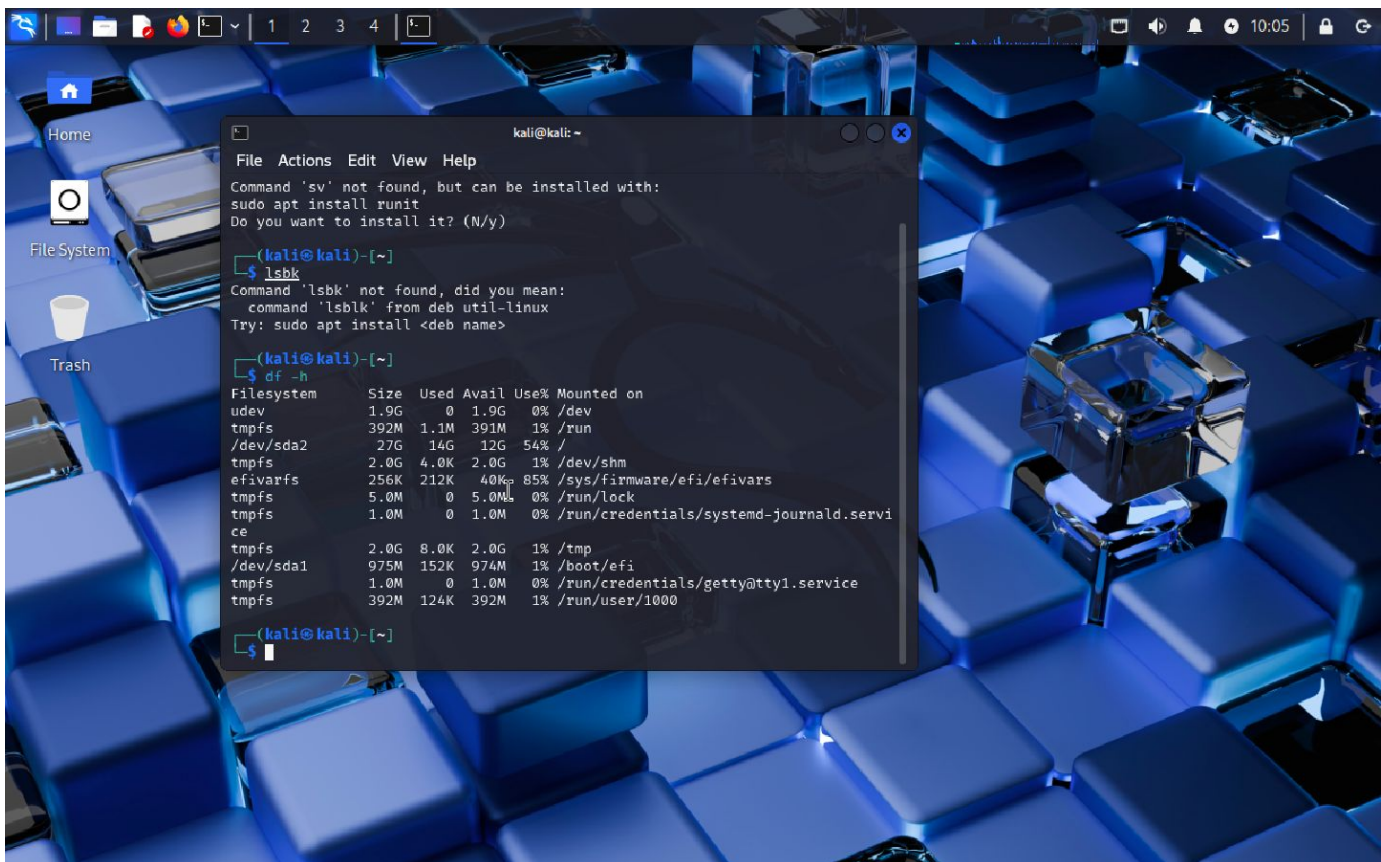 1 2 3 4
10:05
Home
File System
Trash
kali@kali: ~
File Actions Edit View Help
Command 'sv' not found, but can be installed with:
sudo apt install runit
Do you want to install it? (N/y)
(kali㉿kali)-[~]
$ lsbk
Command 'lsbk' not found, did you mean:
command 'lsblk' from deb util-linux
Try: sudo apt install <deb name>
(kali㉿kali)-[~]
$ df -h
Filesystem Size Used Avail Use% Mounted on
udev 1.9G 0 1.9G 0% /dev
tmpfs 392M 1.1M 391M 1% /run
/dev/sda2 27G 14G 12G 54% /
tmpfs 2.0G 4.0K 2.0G 1% /dev/shm
efivarfs 256K 212K 40K 85% /sys/firmware/efi/efivars
tmpfs 5.0M 0 5.0M 0% /run/lock
tmpfs 1.0M 0 1.0M 0% /run/credentials/systemd-journald.servi
ce
tmpfs 2.0G 8.0K 2.0G 1% /tmp
/dev/sda1 975M 152K 974M 1% /boot/efi
tmpfs 1.0M 0 1.0M 0% /run/credentials/getty@tty1.service
tmpfs 392M 124K 392M 1% /run/user/1000
(kali㉿kali)-[~]
$